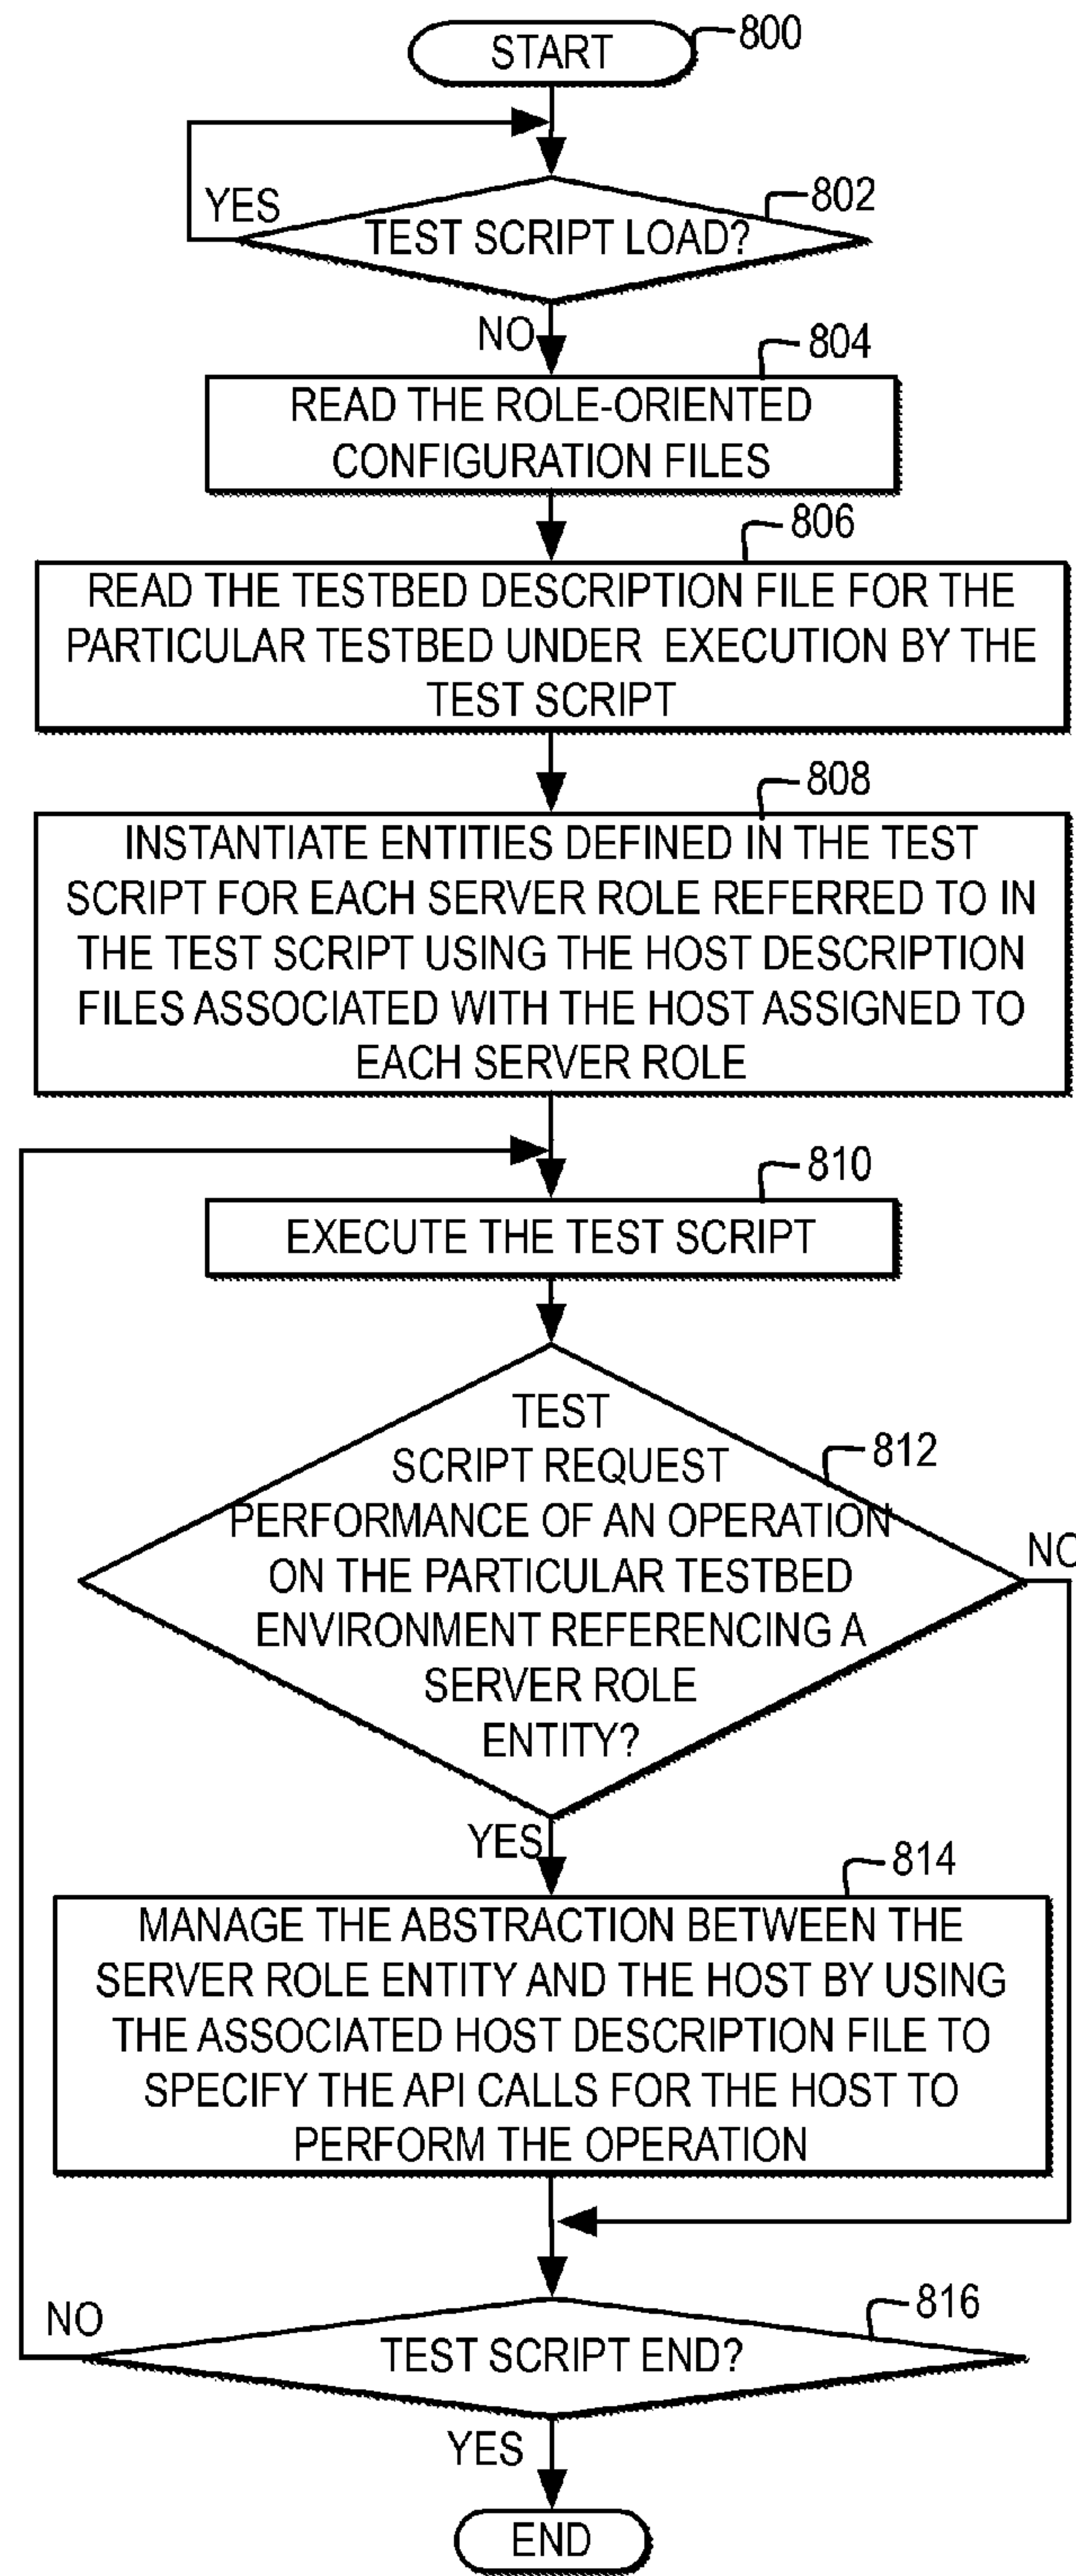 START
800
YES
802
TEST SCRIPT LOAD?
NO
804
READ THE ROLE-ORIENTED
CONFIGURATION FILES
806
READ THE TESTBED DESCRIPTION FILE FOR THE
PARTICULAR TESTBED UNDER EXECUTION BY THE
TEST SCRIPT
808
INSTANTIATE ENTITIES DEFINED IN THE TEST
SCRIPT FOR EACH SERVER ROLE REFERRED TO IN
THE TEST SCRIPT USING THE HOST DESCRIPTION
FILES ASSOCIATED WITH THE HOST ASSIGNED TO
EACH SERVER ROLE
810
EXECUTE THE TEST SCRIPT
812
TEST
SCRIPT REQUEST
PERFORMANCE OF AN OPERATION
ON THE PARTICULAR TESTBED
ENVIRONMENT REFERENCING A
SERVER ROLE
ENTITY?
NO
YES
814
MANAGE THE ABSTRACTION BETWEEN THE
SERVER ROLE ENTITY AND THE HOST BY USING
THE ASSOCIATED HOST DESCRIPTION FILE TO
SPECIFY THE API CALLS FOR THE HOST TO
PERFORM THE OPERATION
NO
816
TEST SCRIPT END?
YES
END